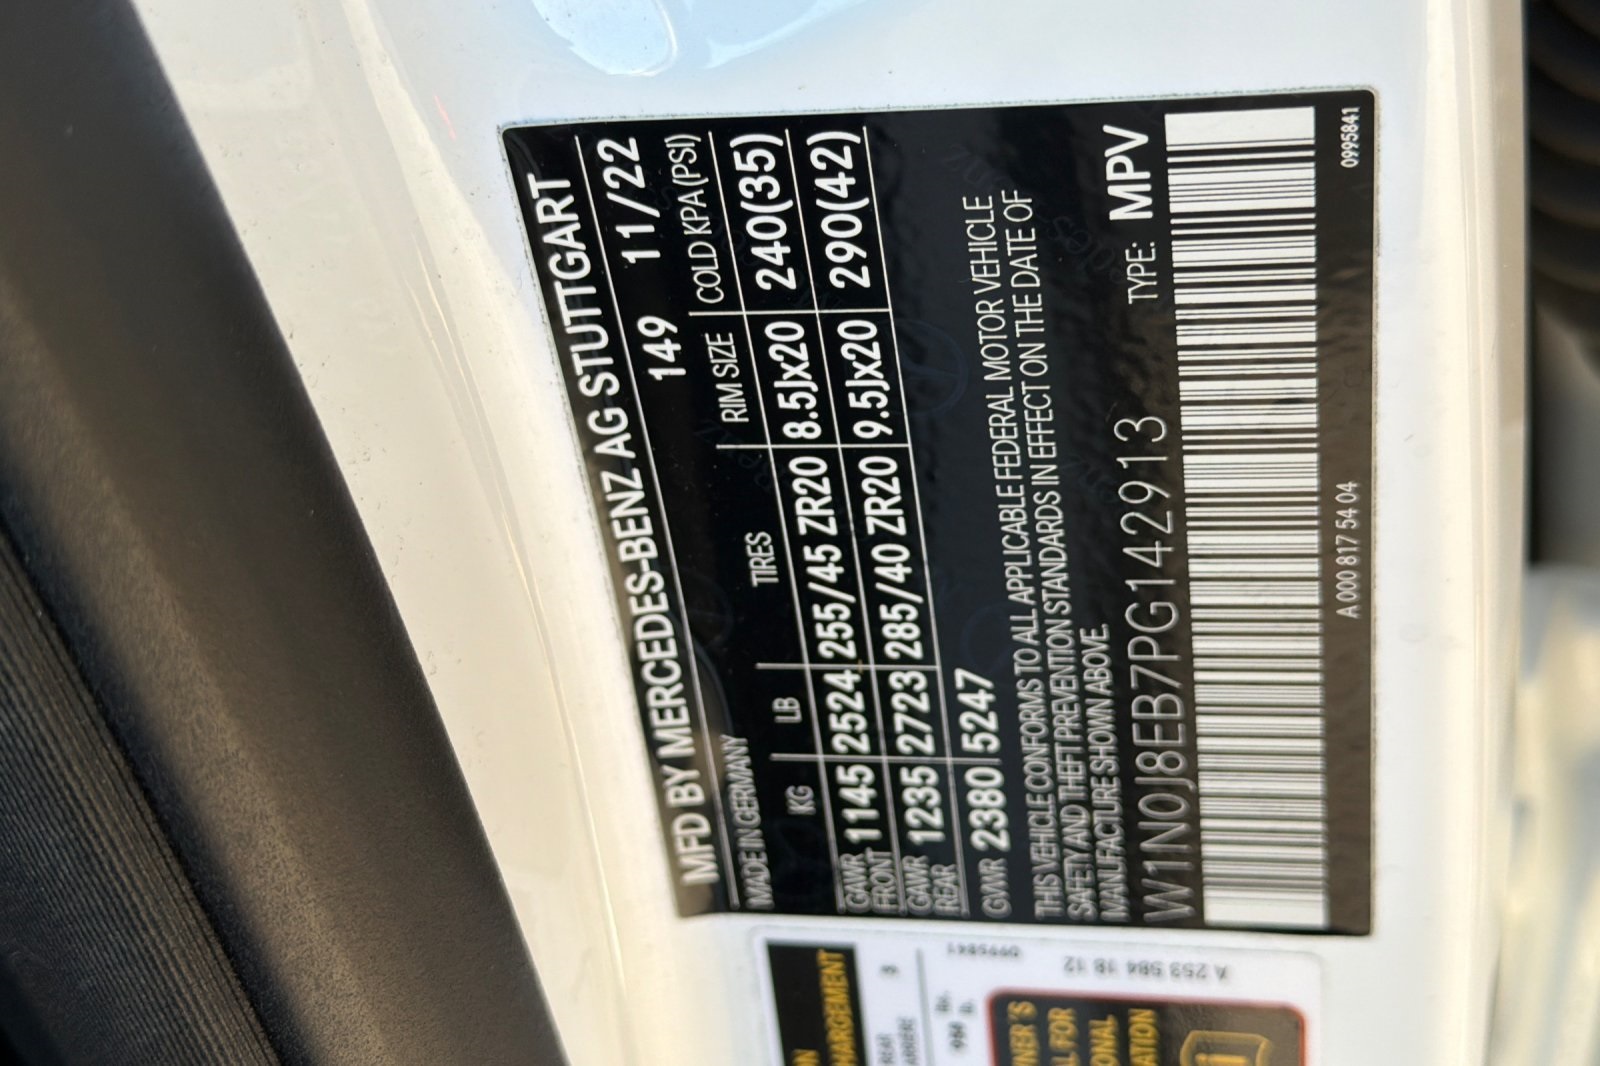 MFD BY MERCEDES-BENZ AG STUTTGART
MADE IN GERMANY 149 11/22
KG LB TIRES RIM SIZE COLD KPA(PSI)
GAWR FRONT 1145 2524 255/45 ZR20 8.5Jx20 240(35)
GAWR REAR 1235 2723 285/40 ZR20 9.5Jx20 290(42)
GVWR 2380 5247
THIS VEHICLE CONFORMS TO ALL APPLICABLE FEDERAL MOTOR VEHICLE
SAFETY AND THEFT PREVENTION STANDARDS IN EFFECT ON THE DATE OF
MANUFACTURE SHOWN ABOVE.
W1N0J8EB7PG142913 TYPE: MPV
A 000 817 54 04 0995841
HARGEMENT
3
0995841
A 253 584 18 12